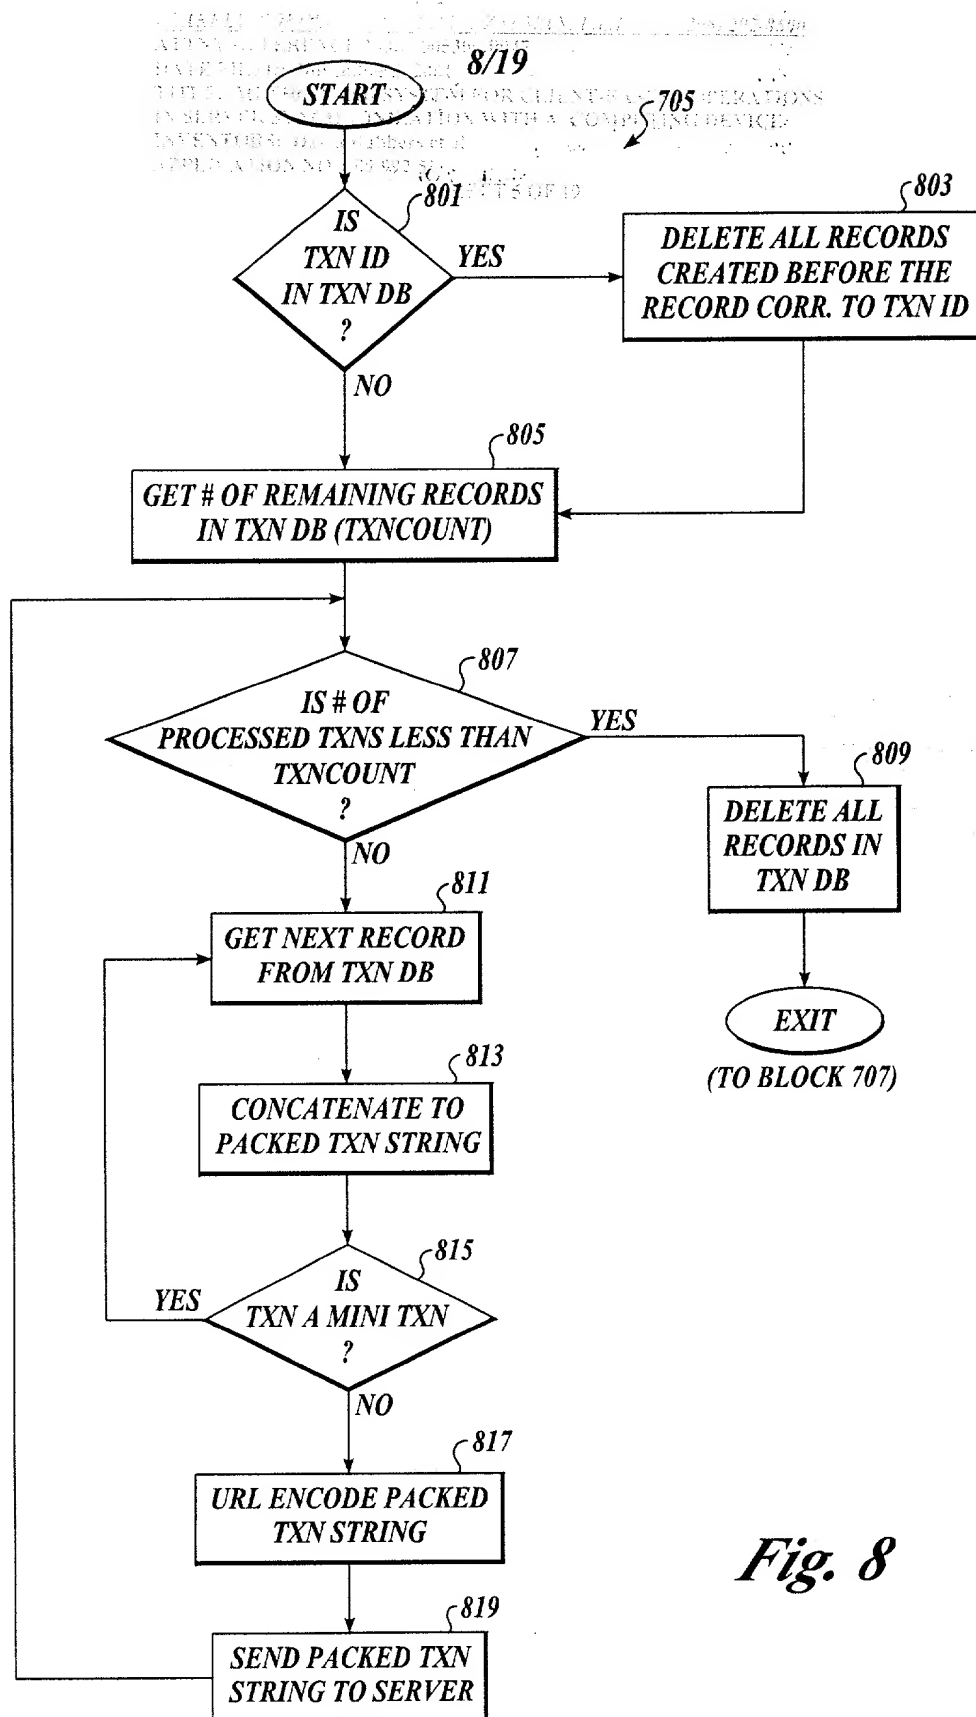 8/19
START
705
801
IS
TXN ID
IN TXN DB
?
YES
803
DELETE ALL RECORDS
CREATED BEFORE THE
RECORD CORR. TO TXN ID
NO
805
GET # OF REMAINING RECORDS
IN TXN DB (TXNCOUNT)
807
IS # OF
PROCESSED TXNS LESS THAN
TXNCOUNT
?
YES
809
DELETE ALL
RECORDS IN
TXN DB
NO
811
GET NEXT RECORD
FROM TXN DB
EXIT
(TO BLOCK 707)
813
CONCATENATE TO
PACKED TXN STRING
815
IS
TXN A MINI TXN
?
YES
NO
817
URL ENCODE PACKED
TXN STRING
Fig. 8
819
SEND PACKED TXN
STRING TO SERVER